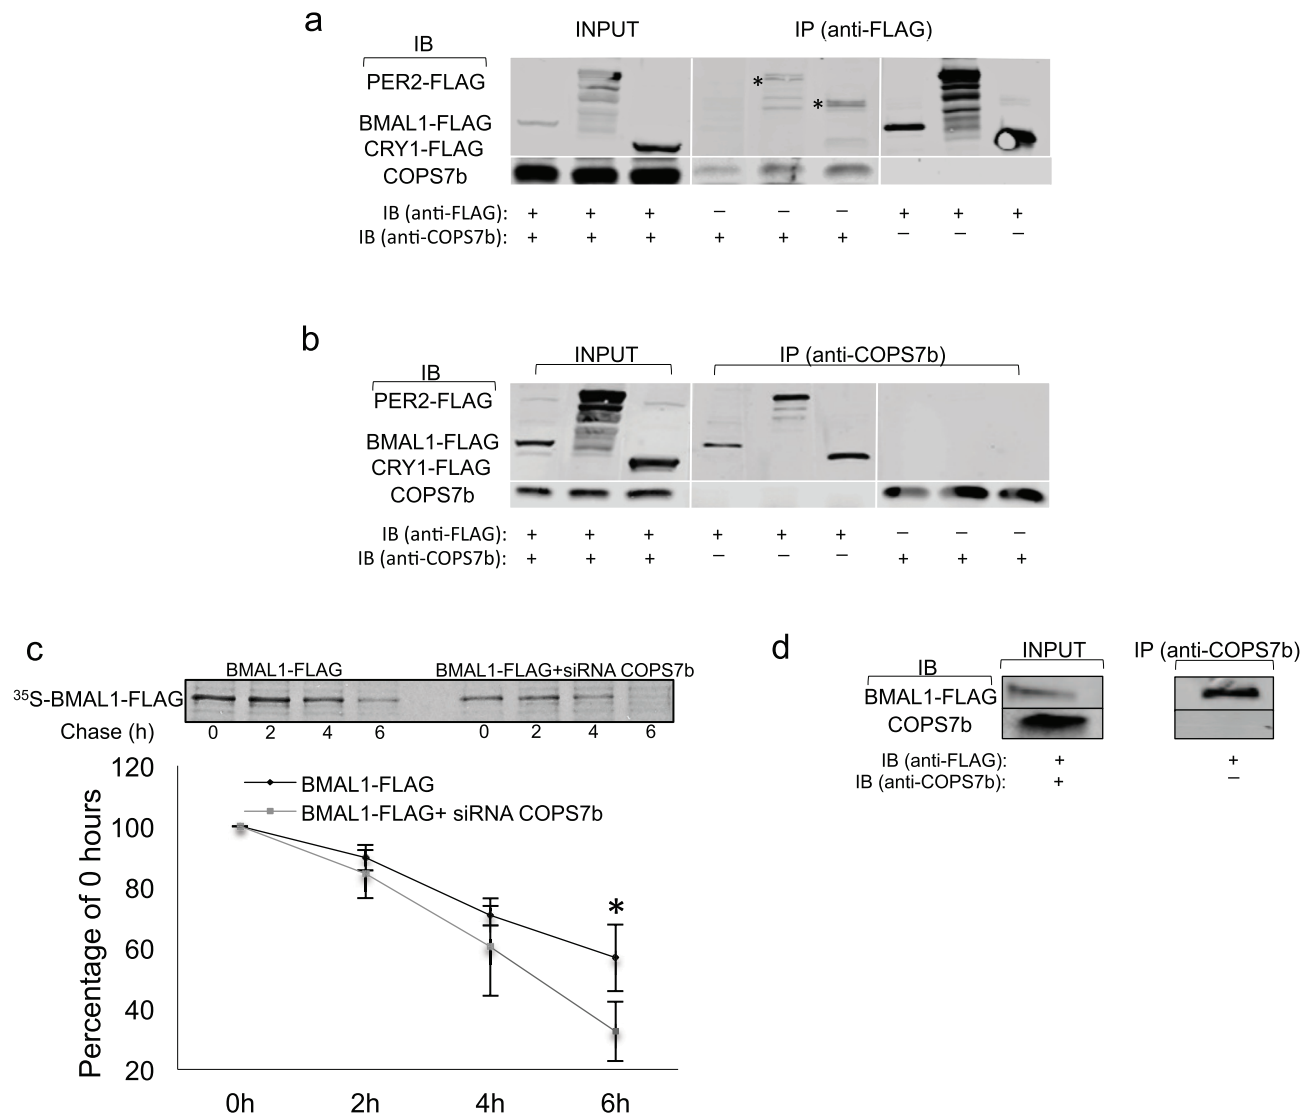 a
INPUT
IP (anti-FLAG)
IB
PER2-FLAG
*
*
BMAL1-FLAG
CRY1-FLAG
COPS7b
IB (anti-FLAG): + + + – – – + + +
IB (anti-COPS7b): + + + + + + – – –
b
INPUT
IP (anti-COPS7b)
IB
PER2-FLAG
BMAL1-FLAG
CRY1-FLAG
COPS7b
IB (anti-FLAG): + + + + + + – – –
IB (anti-COPS7b): + + + – – – + + +
c
BMAL1-FLAG
BMAL1-FLAG+siRNA COPS7b
35S-BMAL1-FLAG
Chase (h) 0 2 4 6 0 2 4 6
120
100
80
60
40
20
Percentage of 0 hours
BMAL1-FLAG
BMAL1-FLAG+ siRNA COPS7b
*
0h 2h 4h 6h
d
INPUT
IP (anti-COPS7b)
IB
BMAL1-FLAG
COPS7b
IB (anti-FLAG): + +
IB (anti-COPS7b): + –